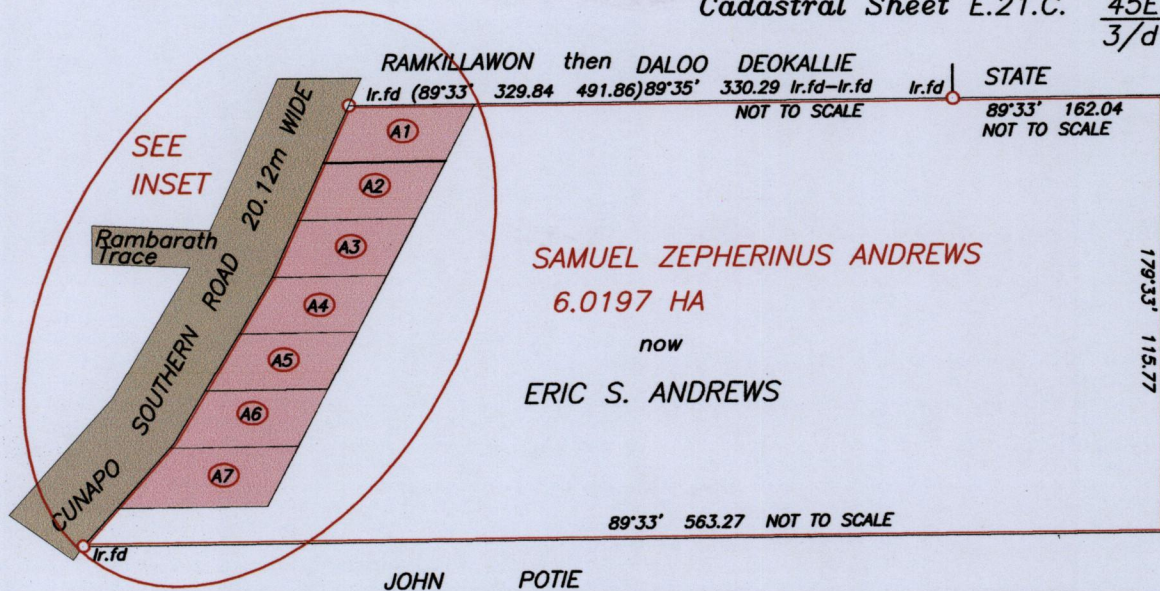 Cadastral Sheet E.21.C. 45E
3/d
RAMKILLAWON then DALOO DEOKALLIE
STATE
Ir.fd (89°33' 329.84 491.86)89°35' 330.29 Ir.fd-Ir.fd Ir.fd
NOT TO SCALE
89°33' 162.04
NOT TO SCALE
SEE
INSET
CUNAPO SOUTHERN ROAD 20.12m WIDE
Rambarath
Trace
A1
A2
A3
A4
A5
A6
A7
SAMUEL ZEPHERINUS ANDREWS
6.0197 HA
now
ERIC S. ANDREWS
179°33' 115.77
89°33' 563.27 NOT TO SCALE
Ir.fd
JOHN POTIE